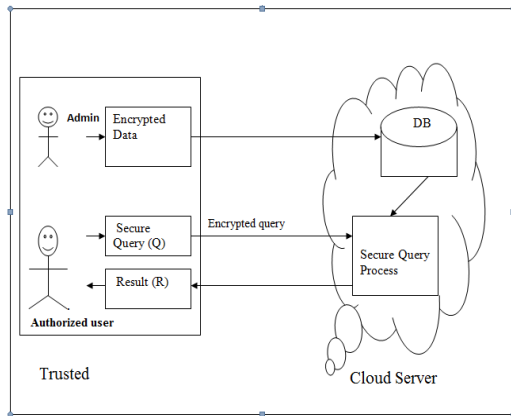 Admin
Encrypted
Data
DB
Secure
Query (Q)
Encrypted query
Secure Query
Process
Result (R)
Authorized user
Trusted
Cloud Server